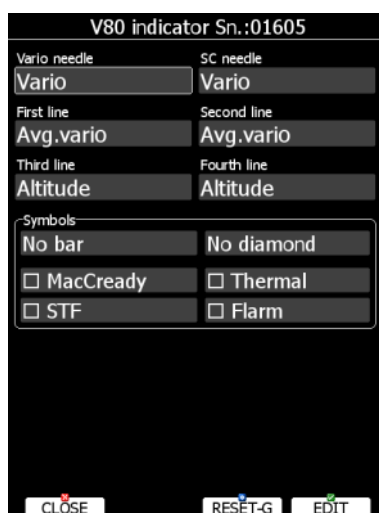 V80 indicator Sn.:01605
Vario needle SC needle
Vario Vario
First line Second line
Avg.vario Avg.vario
Third line Fourth line
Altitude Altitude
Symbols
No bar No diamond
MacCready Thermal
STF Flarm
CLOSE RESET-G EDIT